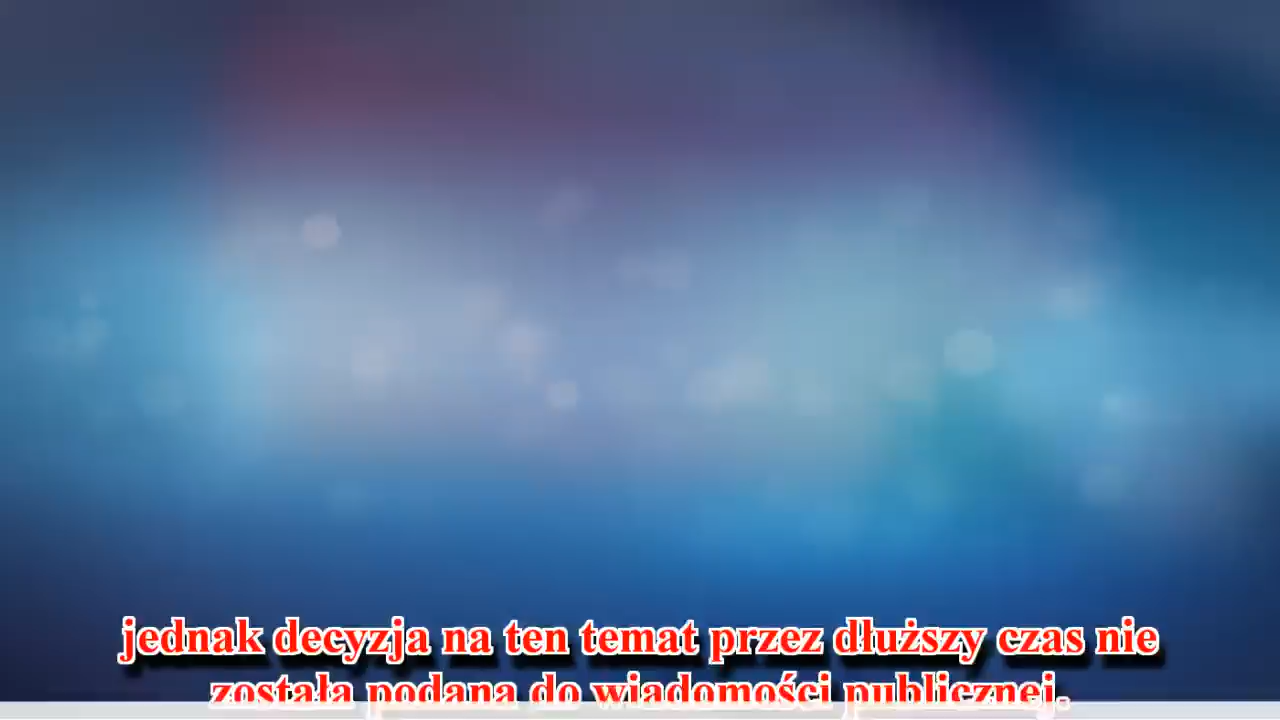 jednak decyzja na ten temat przez dłuższy czas nie
została podana do wiadomości publicznej.